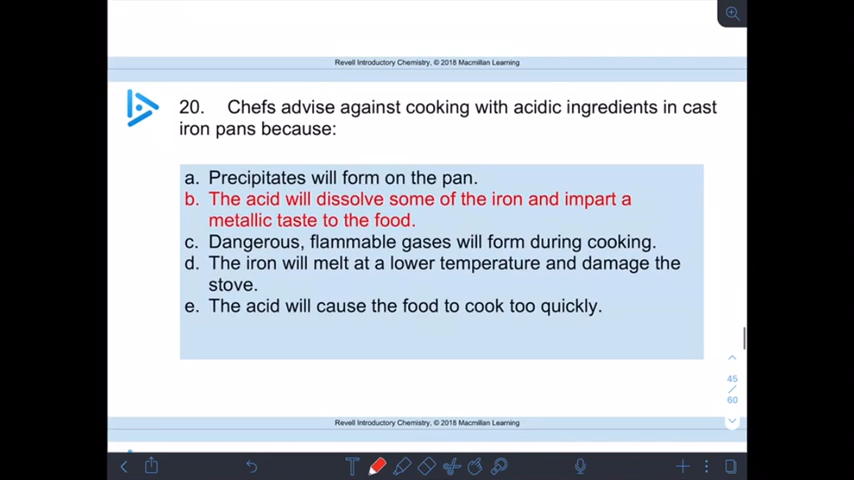 Revell Introductory Chemistry, © 2018 Macmillan Learning
20. Chefs advise against cooking with acidic ingredients in cast
iron pans because:
a. Precipitates will form on the pan.
b. The acid will dissolve some of the iron and impart a
metallic taste to the food.
c. Dangerous, flammable gases will form during cooking.
d. The iron will melt at a lower temperature and damage the
stove.
e. The acid will cause the food to cook too quickly.
45
/
60
Revell Introductory Chemistry, © 2018 Macmillan Learning